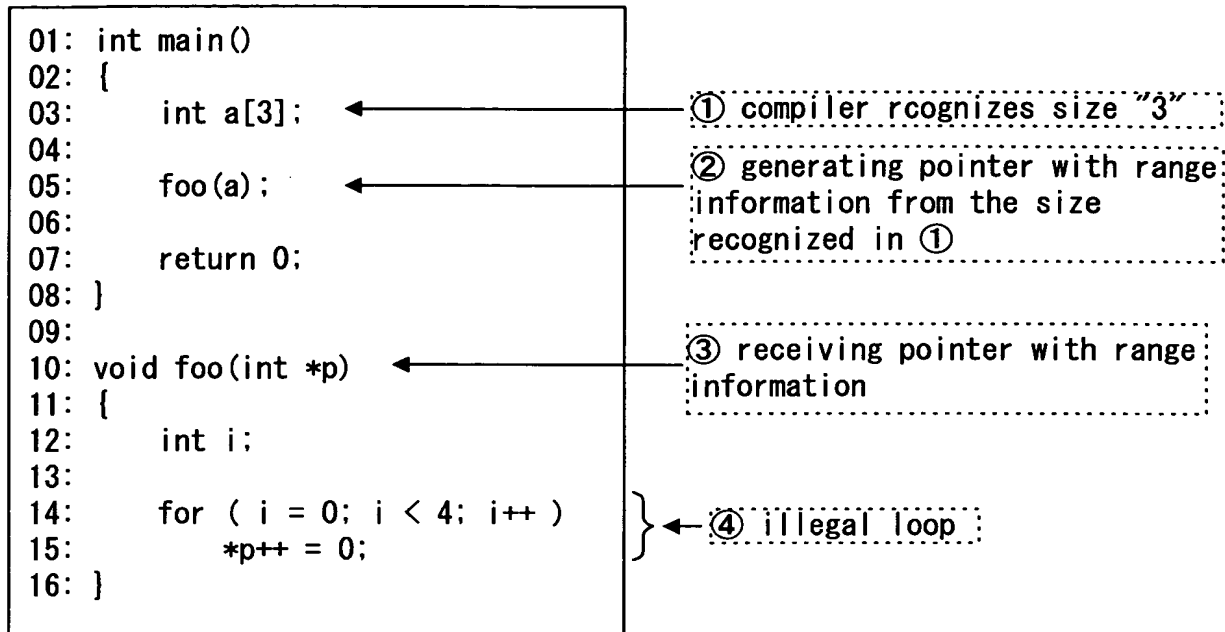 01: int main()
02: {
03:     int a[3];
04:
05:     foo(a);
06:
07:     return 0;
08: }
09:
10: void foo(int *p)
11: {
12:     int i;
13:
14:     for ( i = 0; i < 4; i++ )
15:         *p++ = 0;
16: }
① compiler rcognizes size "3"
② generating pointer with range
information from the size
recognized in ①
③ receiving pointer with range
information
④ illegal loop